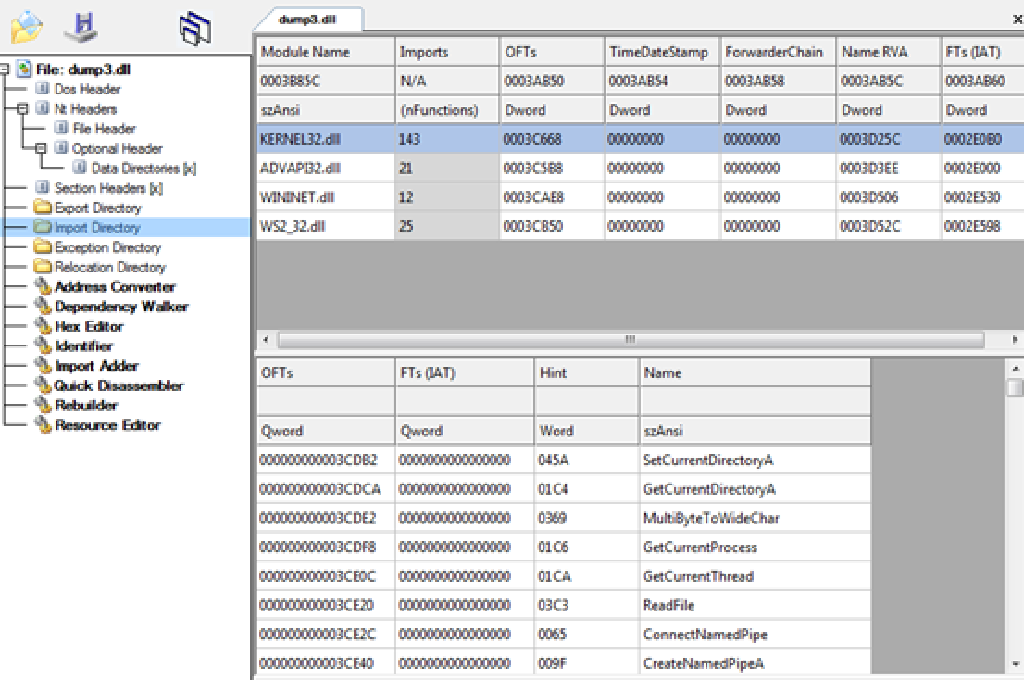 dump3.dll
File: dump3.dll
Dos Header
Nt Headers
File Header
Optional Header
Data Directories [x]
Section Headers [x]
Export Directory
Import Directory
Exception Directory
Relocation Directory
Address Converter
Dependency Walker
Hex Editor
Identifier
Import Adder
Quick Disassembler
Rebuilder
Resource Editor
Module Name Imports OFTs TimeDateStamp ForwarderChain Name RVA FTs (IAT)
0003B85C N/A 0003AB50 0003AB54 0003AB58 0003AB5C 0003AB60
szAnsi (nFunctions) Dword Dword Dword Dword Dword
KERNEL32.dll 143 0003C668 00000000 00000000 0003D25C 0002E0B0
ADVAPI32.dll 21 0003C5B8 00000000 00000000 0003D3EE 0002E000
WININET.dll 12 0003CAE8 00000000 00000000 0003D506 0002E530
WS2_32.dll 25 0003CB50 00000000 00000000 0003D52C 0002E598
OFTs FTs (IAT) Hint Name
Qword Qword Word szAnsi
000000000003CDB2 0000000000000000 045A SetCurrentDirectoryA
000000000003CDCA 0000000000000000 01C4 GetCurrentDirectoryA
000000000003CDE2 0000000000000000 0369 MultiByteToWideChar
000000000003CDF8 0000000000000000 01C6 GetCurrentProcess
000000000003CE0C 0000000000000000 01CA GetCurrentThread
000000000003CE20 0000000000000000 03C3 ReadFile
000000000003CE2C 0000000000000000 0065 ConnectNamedPipe
000000000003CE40 0000000000000000 009F CreateNamedPipeA